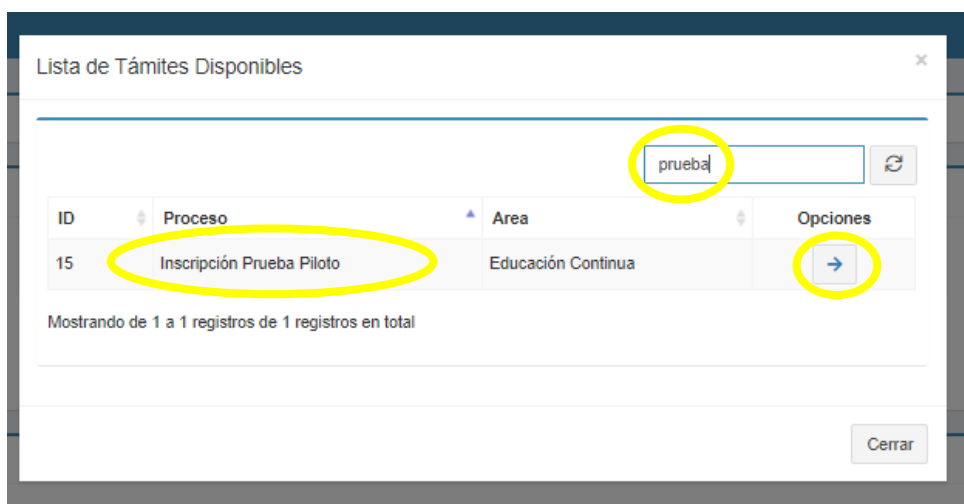 Lista de Támites Disponibles
×
prueba
ID Proceso Area Opciones
15 Inscripción Prueba Piloto Educación Continua
Mostrando de 1 a 1 registros de 1 registros en total
Cerrar